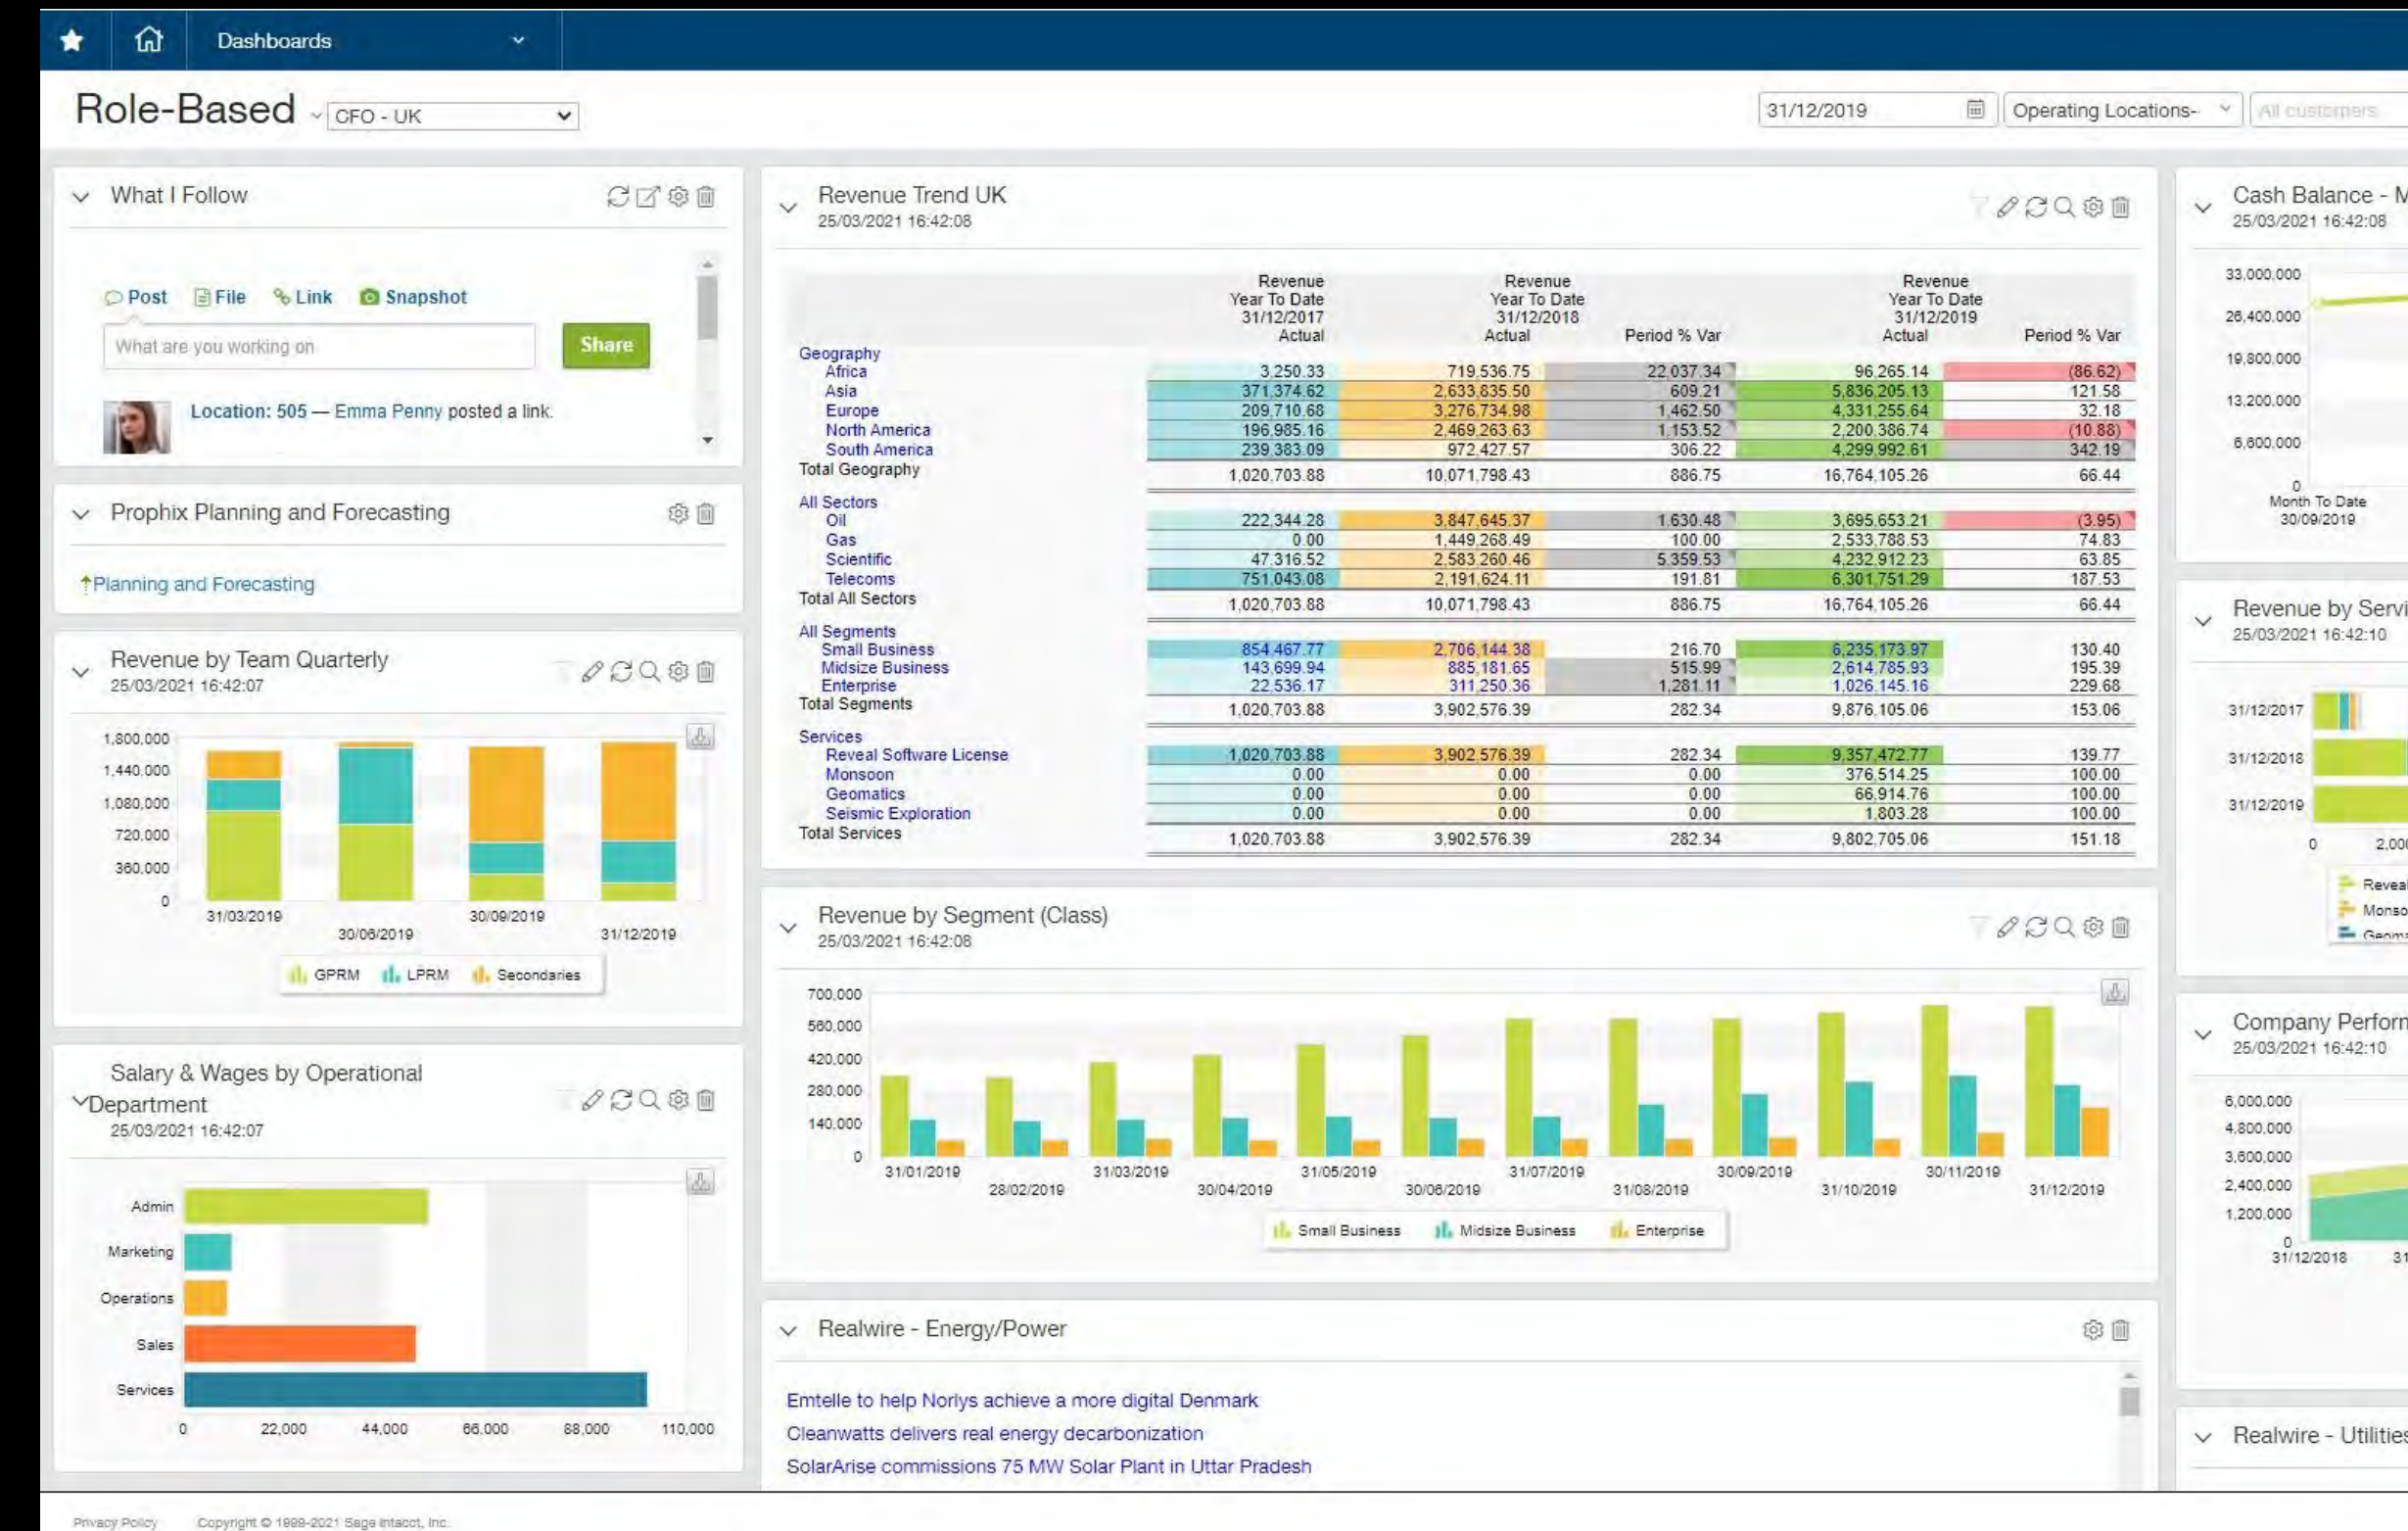 Dashboards
Role-Based CFO - UK 31/12/2019 Operating Locations- All customers
What I Follow
Post File Link Snapshot
What are you working on Share
Location: 505 — Emma Penny posted a link.
Prophix Planning and Forecasting
Planning and Forecasting
Revenue by Team Quarterly
25/03/2021 16:42:07
1,800,000
1,440,000
1,080,000
720,000
360,000
0
31/03/2019 30/09/2019
30/06/2019 31/12/2019
GPRM LPRM Secondaries
Salary & Wages by Operational
Department
25/03/2021 16:42:07
Admin
Marketing
Operations
Sales
Services
0 22,000 44,000 66,000 88,000 110,000
Revenue Trend UK
25/03/2021 16:42:08
Revenue Revenue Revenue
Year To Date Year To Date Year To Date
31/12/2017 31/12/2018 31/12/2019
Actual Actual Period % Var Actual Period % Var
Geography
Africa 3,250.33 719,536.75 22,037.34 96,265.14 (86.62)
Asia 371,374.62 2,633,835.50 609.21 5,836,205.13 121.58
Europe 209,710.68 3,276,734.98 1,462.50 4,331,255.64 32.18
North America 196,985.16 2,469,263.63 1,153.52 2,200,386.74 (10.88)
South America 239,383.09 972,427.57 306.22 4,299,992.61 342.19
Total Geography 1,020,703.88 10,071,798.43 886.75 16,764,105.26 66.44
All Sectors
Oil 222,344.28 3,847,645.37 1,630.48 3,695,653.21 (3.95)
Gas 0.00 1,449,268.49 100.00 2,533,788.53 74.83
Scientific 47,316.52 2,583,260.46 5,359.53 4,232,912.23 63.85
Telecoms 751,043.08 2,191,624.11 191.81 6,301,751.29 187.53
Total All Sectors 1,020,703.88 10,071,798.43 886.75 16,764,105.26 66.44
All Segments
Small Business 854,467.77 2,706,144.38 216.70 6,235,173.97 130.40
Midsize Business 143,699.94 885,181.65 515.99 2,614,785.93 195.39
Enterprise 22,536.17 311,250.36 1,281.11 1,026,145.16 229.68
Total Segments 1,020,703.88 3,902,576.39 282.34 9,876,105.06 153.06
Services
Reveal Software License 1,020,703.88 3,902,576.39 282.34 9,357,472.77 139.77
Monsoon 0.00 0.00 0.00 376,514.25 100.00
Geomatics 0.00 0.00 0.00 66,914.76 100.00
Seismic Exploration 0.00 0.00 0.00 1,803.28 100.00
Total Services 1,020,703.88 3,902,576.39 282.34 9,802,705.06 151.18
Revenue by Segment (Class)
25/03/2021 16:42:08
700,000
560,000
420,000
280,000
140,000
0
31/01/2019 31/03/2019 31/05/2019 31/07/2019 30/09/2019 30/11/2019
28/02/2019 30/04/2019 30/06/2019 31/08/2019 31/10/2019 31/12/2019
Small Business Midsize Business Enterprise
Realwire - Energy/Power
Emtelle to help Norlys achieve a more digital Denmark
Cleanwatts delivers real energy decarbonization
SolarArise commissions 75 MW Solar Plant in Uttar Pradesh
Cash Balance - M
25/03/2021 16:42:08
33,000,000
26,400,000
19,800,000
13,200,000
6,600,000
0
Month To Date
30/09/2019
Revenue by Servi
25/03/2021 16:42:10
31/12/2017
31/12/2018
31/12/2019
0 2,00
Revea
Monso
Geoma
Company Perform
25/03/2021 16:42:10
6,000,000
4,800,000
3,600,000
2,400,000
1,200,000
0
31/12/2018 31
Realwire - Utilities
Privacy Policy Copyright © 1999-2021 Sage Intacct, Inc.